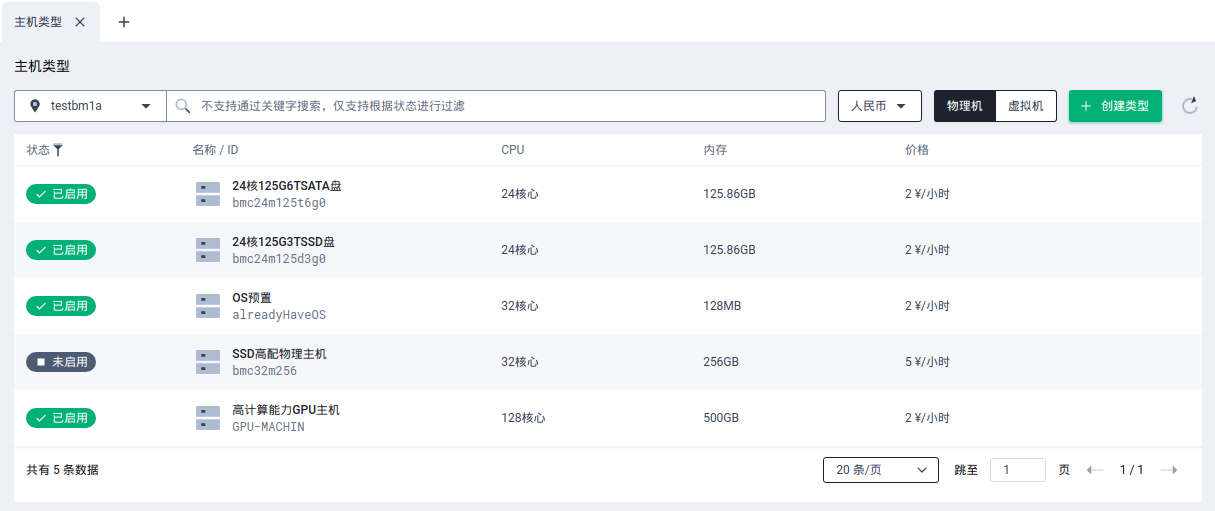 主机类型
主机类型
testbm1a 不支持通过关键字搜索，仅支持根据状态进行过滤 人民币 物理机 虚拟机 创建类型
状态 名称 / ID CPU 内存 价格
已启用 24核125G6TSATA盘 24核心 125.86GB 2 ¥/小时
bmc24m125t6g0
已启用 24核125G3TSSD盘 24核心 125.86GB 2 ¥/小时
bmc24m125d3g0
已启用 OS预置 32核心 128MB 2 ¥/小时
alreadyHaveOS
未启用 SSD高配物理主机 32核心 256GB 5 ¥/小时
bmc32m256
已启用 高计算能力GPU主机 128核心 500GB 2 ¥/小时
GPU-MACHIN
共有 5 条数据 20 条/页 跳至 1 页 1 / 1